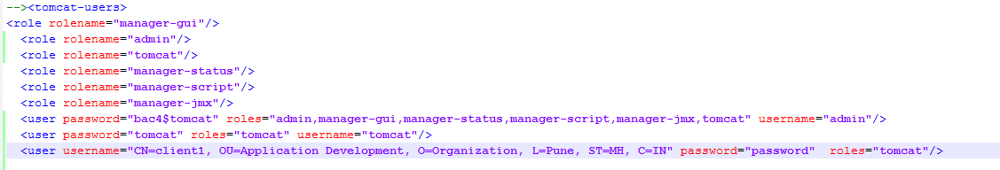 --><tomcat-users>
<role rolename="manager-gui"/>
<role rolename="admin"/>
<role rolename="tomcat"/>
<role rolename="manager-status"/>
<role rolename="manager-script"/>
<role rolename="manager-jmx"/>
<user password="bac4$tomcat" roles="admin,manager-gui,manager-status,manager-script,manager-jmx,tomcat" username="admin"/>
<user password="tomcat" roles="tomcat" username="tomcat"/>
<user username="CN=client1, OU=Application Development, O=Organization, L=Pune, ST=MH, C=IN" password="password"  roles="tomcat"/>